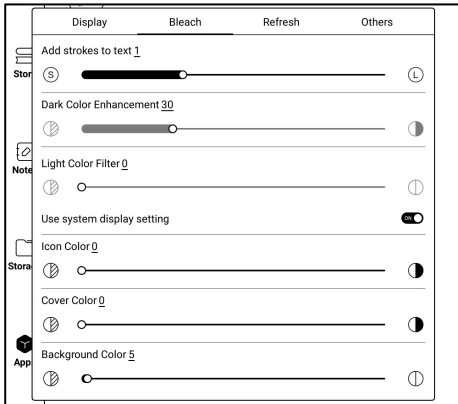 Display Bleach Refresh Others
Add strokes to text 1
S L
Dark Color Enhancement 30
Light Color Filter 0
Use system display setting ON
Icon Color 0
Cover Color 0
Background Color 5